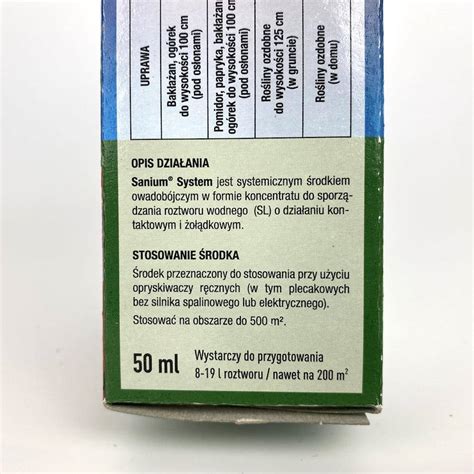 UPRAWA
Bakłażan, ogórek
do wysokości 100 cm
(pod osłonami)
Pomidor, papryka, bakłażan,
ogórek do wysokości 100 cm
(pod osłonami)
Rośliny ozdobne
do wysokości 125 cm
(w gruncie)
Rośliny ozdobne
(w domu)
OPIS DZIAŁANIA
Sanium® System jest systemicznym środkiem
owadobójczym w formie koncentratu do sporzą-
dzania roztworu wodnego (SL) o działaniu kon-
taktowym i żołądkowym.
STOSOWANIE ŚRODKA
Środek przeznaczony do stosowania przy użyciu
opryskiwaczy ręcznych (w tym plecakowych
bez silnika spalinowego lub elektrycznego).
Stosować na obszarze do 500 m².
50 ml
Wystarczy do przygotowania
8-19 l roztworu / nawet na 200 m²